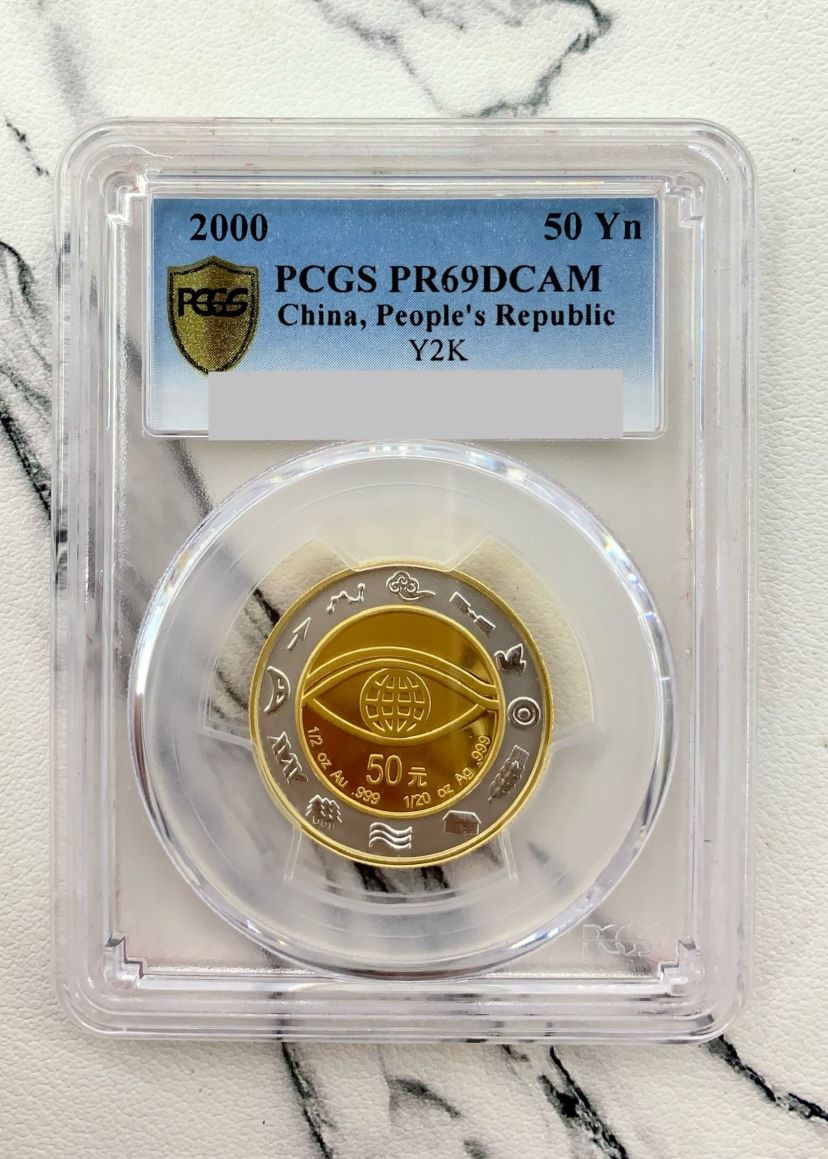 2000 50 Yn
PCGS
PCGS PR69DCAM
China, People's Republic
Y2K
50元
1/2 oz Au .999 1/20 oz Ag .999
PCGS